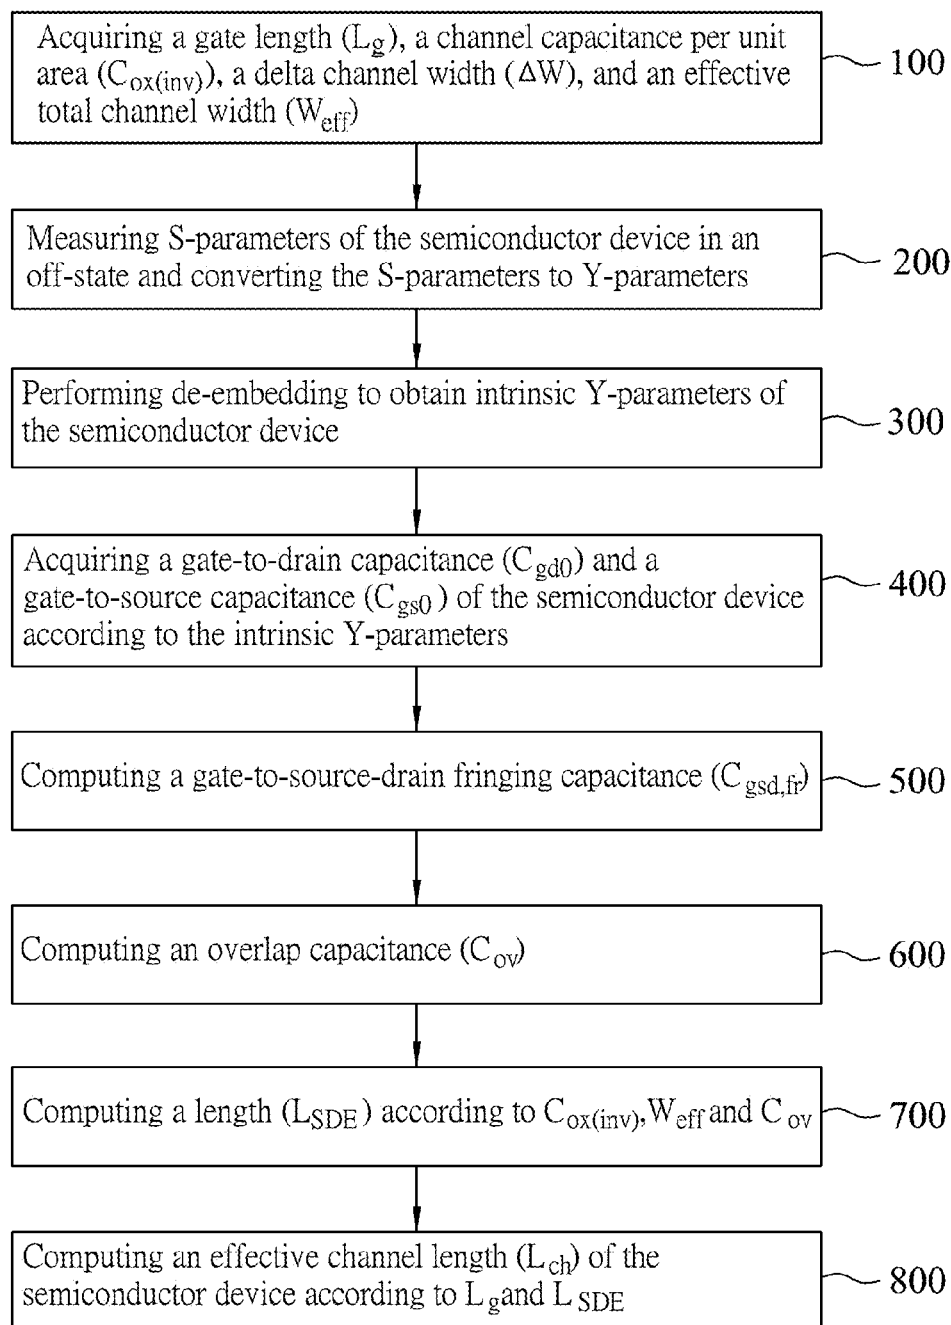 Acquiring a gate length (Lg), a channel capacitance per unit
area (Cox(inv)), a delta channel width (ΔW), and an effective
total channel width (Weff)
100
Measuring S-parameters of the semiconductor device in an
off-state and converting the S-parameters to Y-parameters
200
Performing de-embedding to obtain intrinsic Y-parameters of
the semiconductor device
300
Acquiring a gate-to-drain capacitance (Cgd0) and a
gate-to-source capacitance (Cgs0) of the semiconductor device
according to the intrinsic Y-parameters
400
Computing a gate-to-source-drain fringing capacitance (Cgsd,fr)
500
Computing an overlap capacitance (Cov)
600
Computing a length (LSDE) according to Cox(inv),Weff and Cov
700
Computing an effective channel length (Lch) of the
semiconductor device according to Lg and LSDE
800